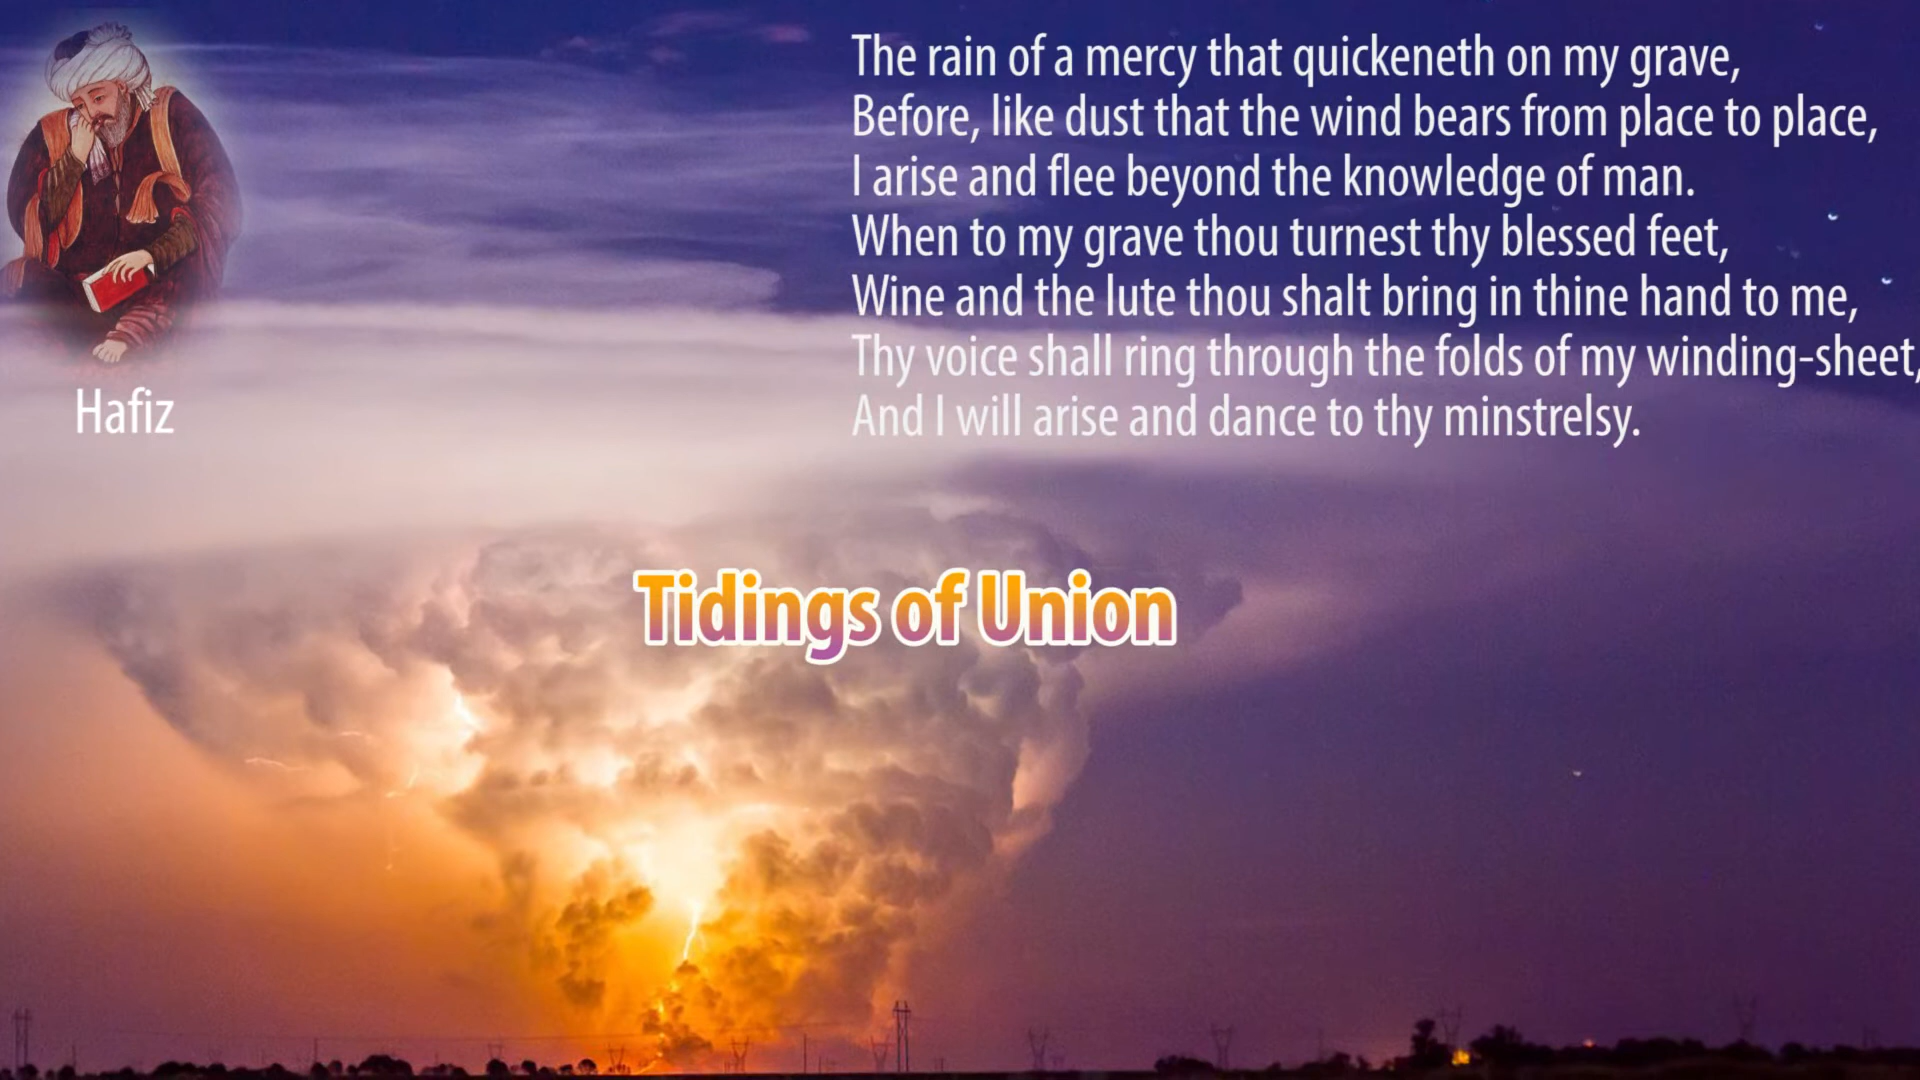 The rain of a mercy that quickeneth on my grave,
Before, like dust that the wind bears from place to place,
I arise and flee beyond the knowledge of man.
When to my grave thou turnest thy blessed feet,
Wine and the lute thou shalt bring in thine hand to me,
Thy voice shall ring through the folds of my winding-sheet,
And I will arise and dance to thy minstrelsy.
Hafiz
Tidings of Union